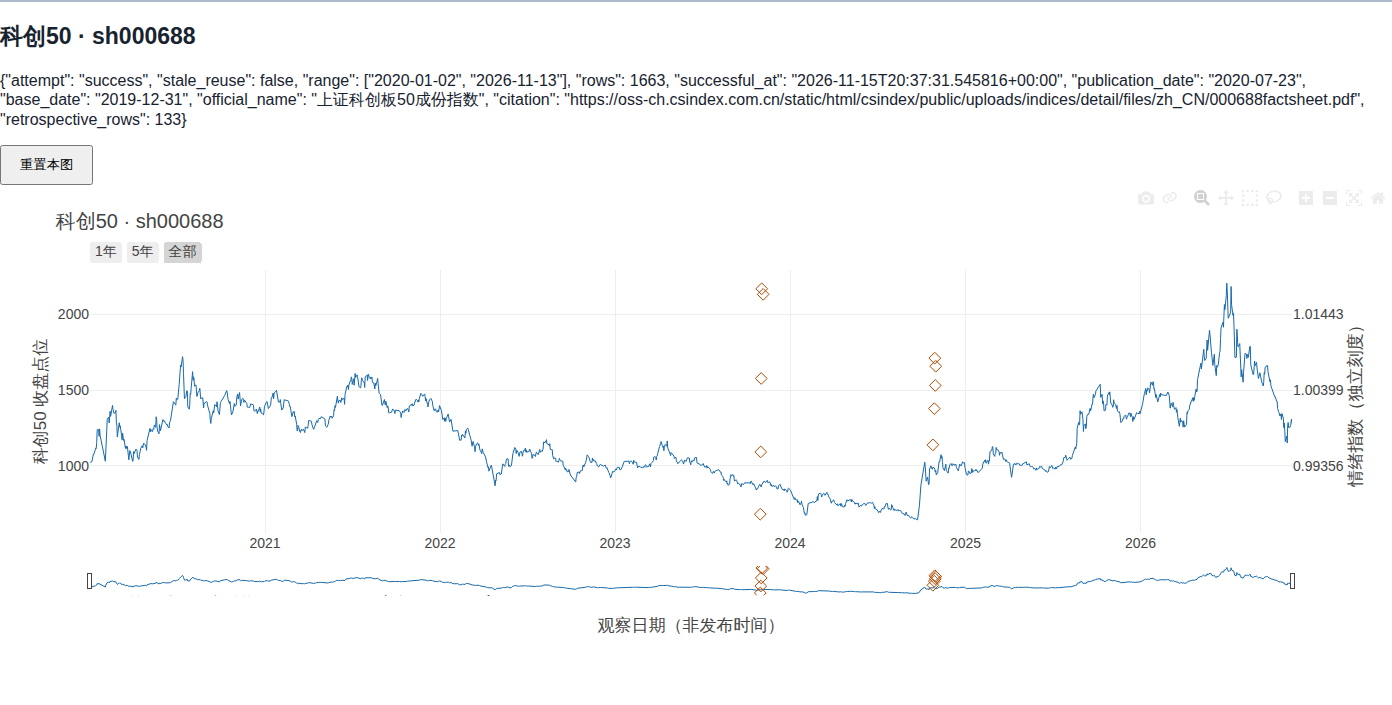 科创50 · sh000688
{"attempt": "success", "stale_reuse": false, "range": ["2020-01-02", "2026-11-13"], "rows": 1663, "successful_at": "2026-11-15T20:37:31.545816+00:00", "publication_date": "2020-07-23",
"base_date": "2019-12-31", "official_name": "上证科创板50成份指数", "citation": "https://oss-ch.csindex.com.cn/static/html/csindex/public/uploads/indices/detail/files/zh_CN/000688factsheet.pdf",
"retrospective_rows": 133}
重置本图
科创50 · sh000688
1年 5年 全部
科创50 收盘点位
2000
1500
1000
1.01443
1.00399
0.99356
情绪指数（独立刻度）
2021 2022 2023 2024 2025 2026
观察日期（非发布时间）